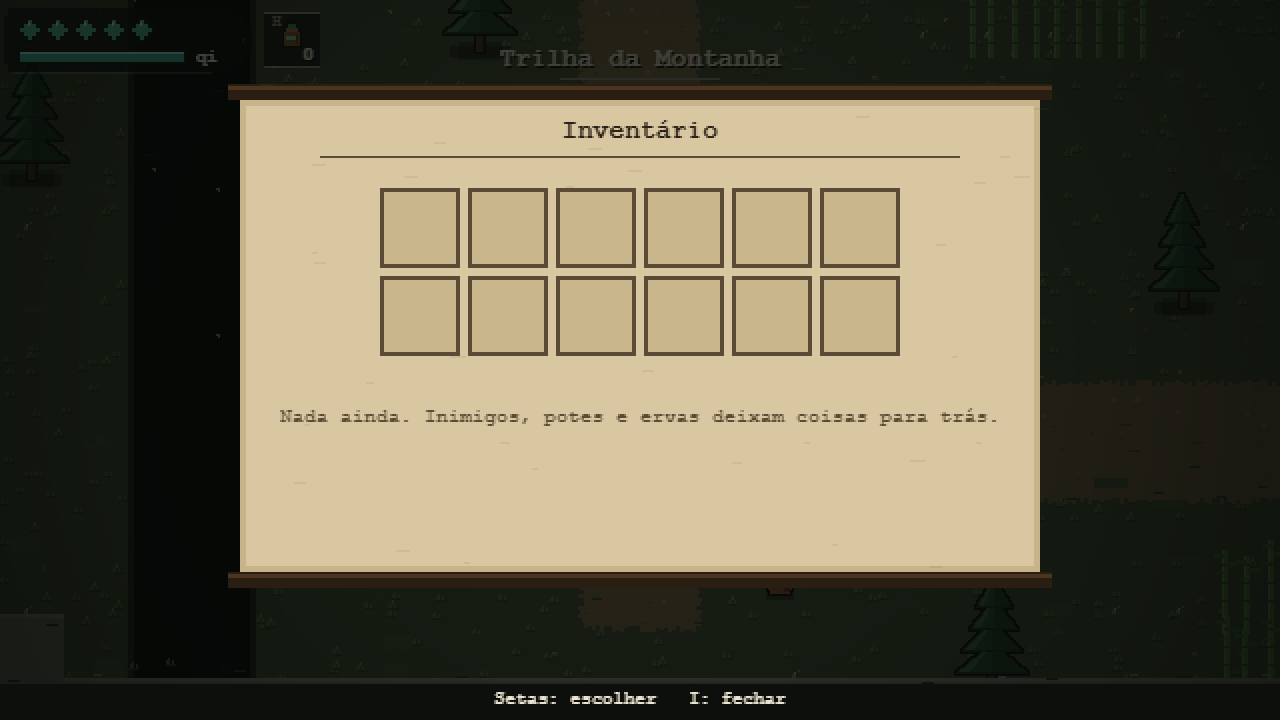 qi
H
0
Trilha da Montanha
Inventário
Nada ainda. Inimigos, potes e ervas deixam coisas para trás.
Setas: escolher I: fechar